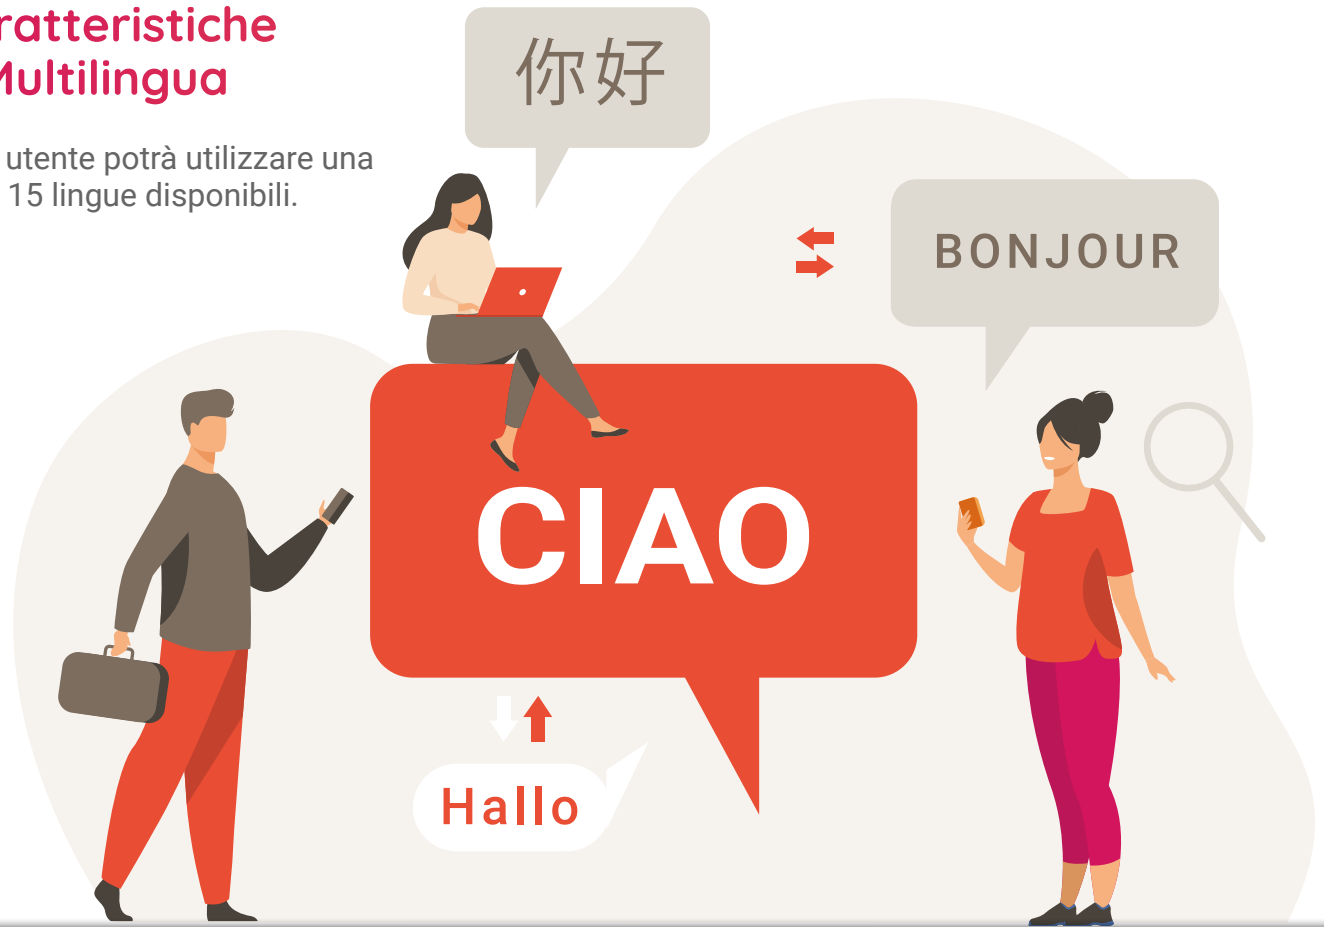 ratteristiche
Multilingua
utente potrà utilizzare una
15 lingue disponibili.
你好
BONJOUR
CIAO
Hallo